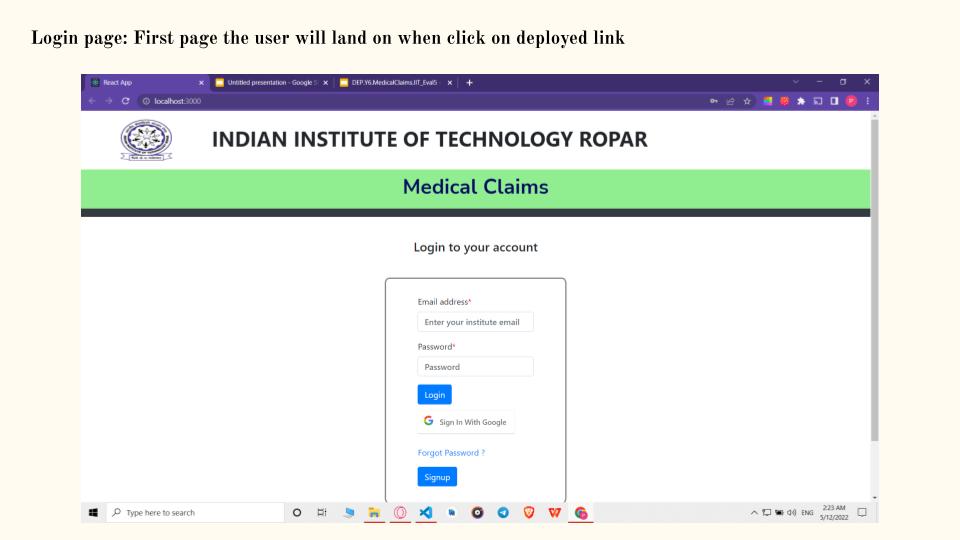 Login page: First page the user will land on when click on deployed link
React App
Untitled presentation - Google S
DEP.Y6.MedicalClaims.IIT_Eval5 -
localhost:3000
INDIAN INSTITUTE OF TECHNOLOGY ROPAR
Medical Claims
Login to your account
Email address*
Enter your institute email
Password*
Password
Login
Sign In With Google
Forgot Password ?
Signup
Type here to search
ENG
2:23 AM
5/12/2022